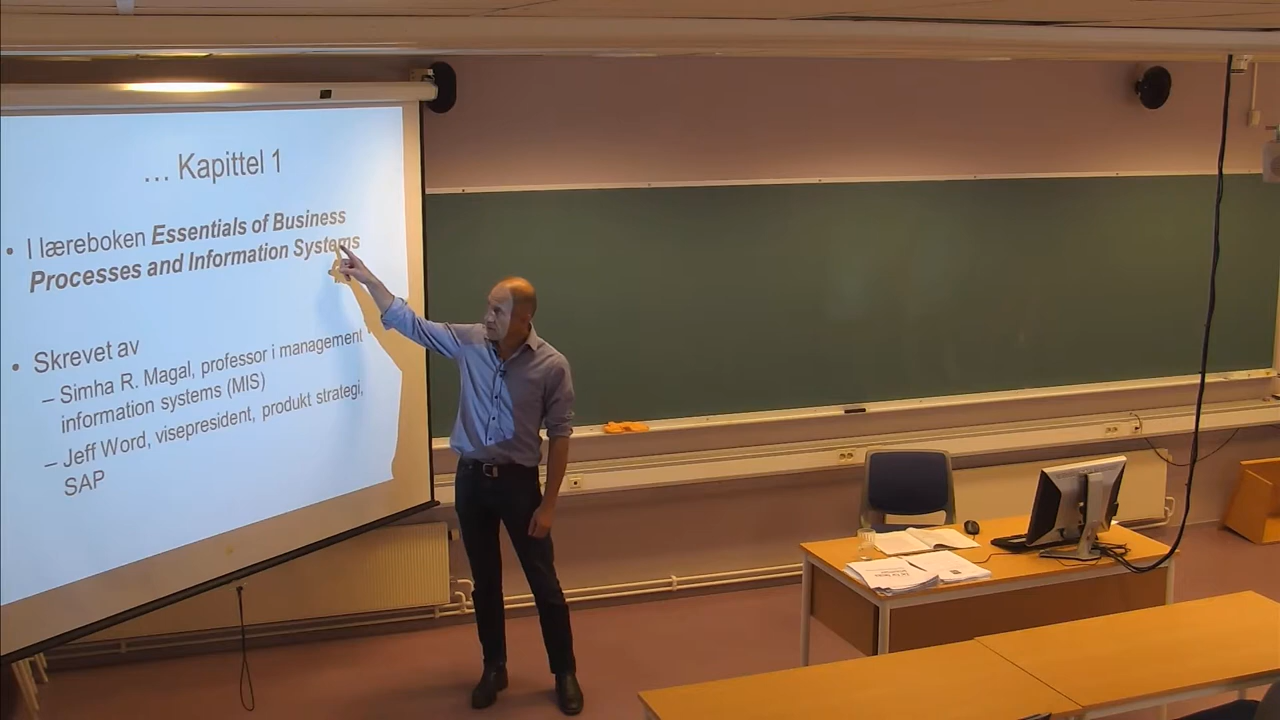 … Kapittel 1
• I læreboken Essentials of Business
Processes and Information Systems
• Skrevet av
– Simha R. Magal, professor i management
information systems (MIS)
– Jeff Word, visepresident, produkt strategi,
SAP